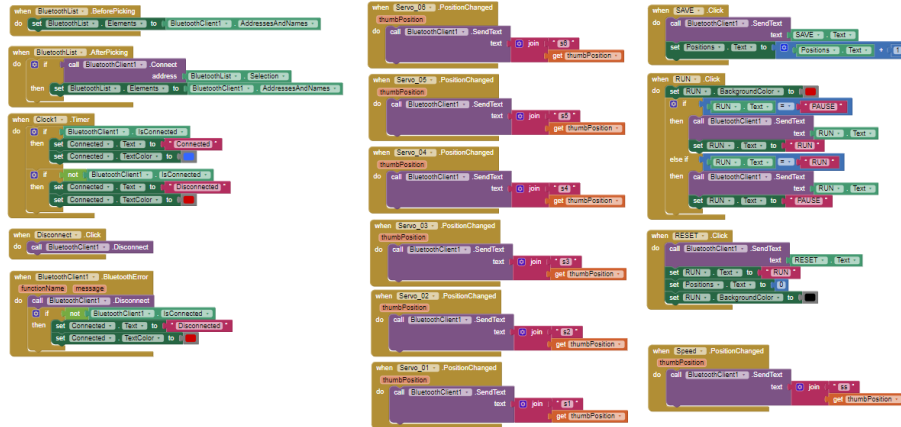 when BluetoothList .BeforePicking
do set BluetoothList . Elements to BluetoothClient1 . AddressesAndNames
when BluetoothList .AfterPicking
do if call BluetoothClient1 .Connect
address BluetoothList . Selection
then set BluetoothList . Elements to BluetoothClient1 . AddressesAndNames
when Clock1 .Timer
do if BluetoothClient1 . IsConnected
then set Connected . Text to " Connected "
set Connected . TextColor to
if not BluetoothClient1 . IsConnected
then set Connected . Text to " Disconnected "
set Connected . TextColor to
when Disconnect .Click
do call BluetoothClient1 .Disconnect
when BluetoothClient1 .BluetoothError
functionName message
do call BluetoothClient1 .Disconnect
if not BluetoothClient1 . IsConnected
then set Connected . Text to " Disconnected "
set Connected . TextColor to
when Servo_06 .PositionChanged
thumbPosition
do call BluetoothClient1 .SendText
text join " s6 "
get thumbPosition
when Servo_05 .PositionChanged
thumbPosition
do call BluetoothClient1 .SendText
text join " s5 "
get thumbPosition
when Servo_04 .PositionChanged
thumbPosition
do call BluetoothClient1 .SendText
text join " s4 "
get thumbPosition
when Servo_03 .PositionChanged
thumbPosition
do call BluetoothClient1 .SendText
text join " s3 "
get thumbPosition
when Servo_02 .PositionChanged
thumbPosition
do call BluetoothClient1 .SendText
text join " s2 "
get thumbPosition
when Servo_01 .PositionChanged
thumbPosition
do call BluetoothClient1 .SendText
text join " s1 "
get thumbPosition
when SAVE .Click
do call BluetoothClient1 .SendText
text SAVE . Text
set Positions . Text to Positions . Text + 1
when RUN .Click
do set RUN . BackgroundColor to
if RUN . Text = " PAUSE "
then call BluetoothClient1 .SendText
text RUN . Text
set RUN . Text to " RUN "
else if RUN . Text = " RUN "
then call BluetoothClient1 .SendText
text RUN . Text
set RUN . Text to " PAUSE "
when RESET .Click
do call BluetoothClient1 .SendText
text RESET . Text
set RUN . Text to " RUN "
set Positions . Text to 0
set RUN . BackgroundColor to
when Speed .PositionChanged
thumbPosition
do call BluetoothClient1 .SendText
text join " ss "
get thumbPosition